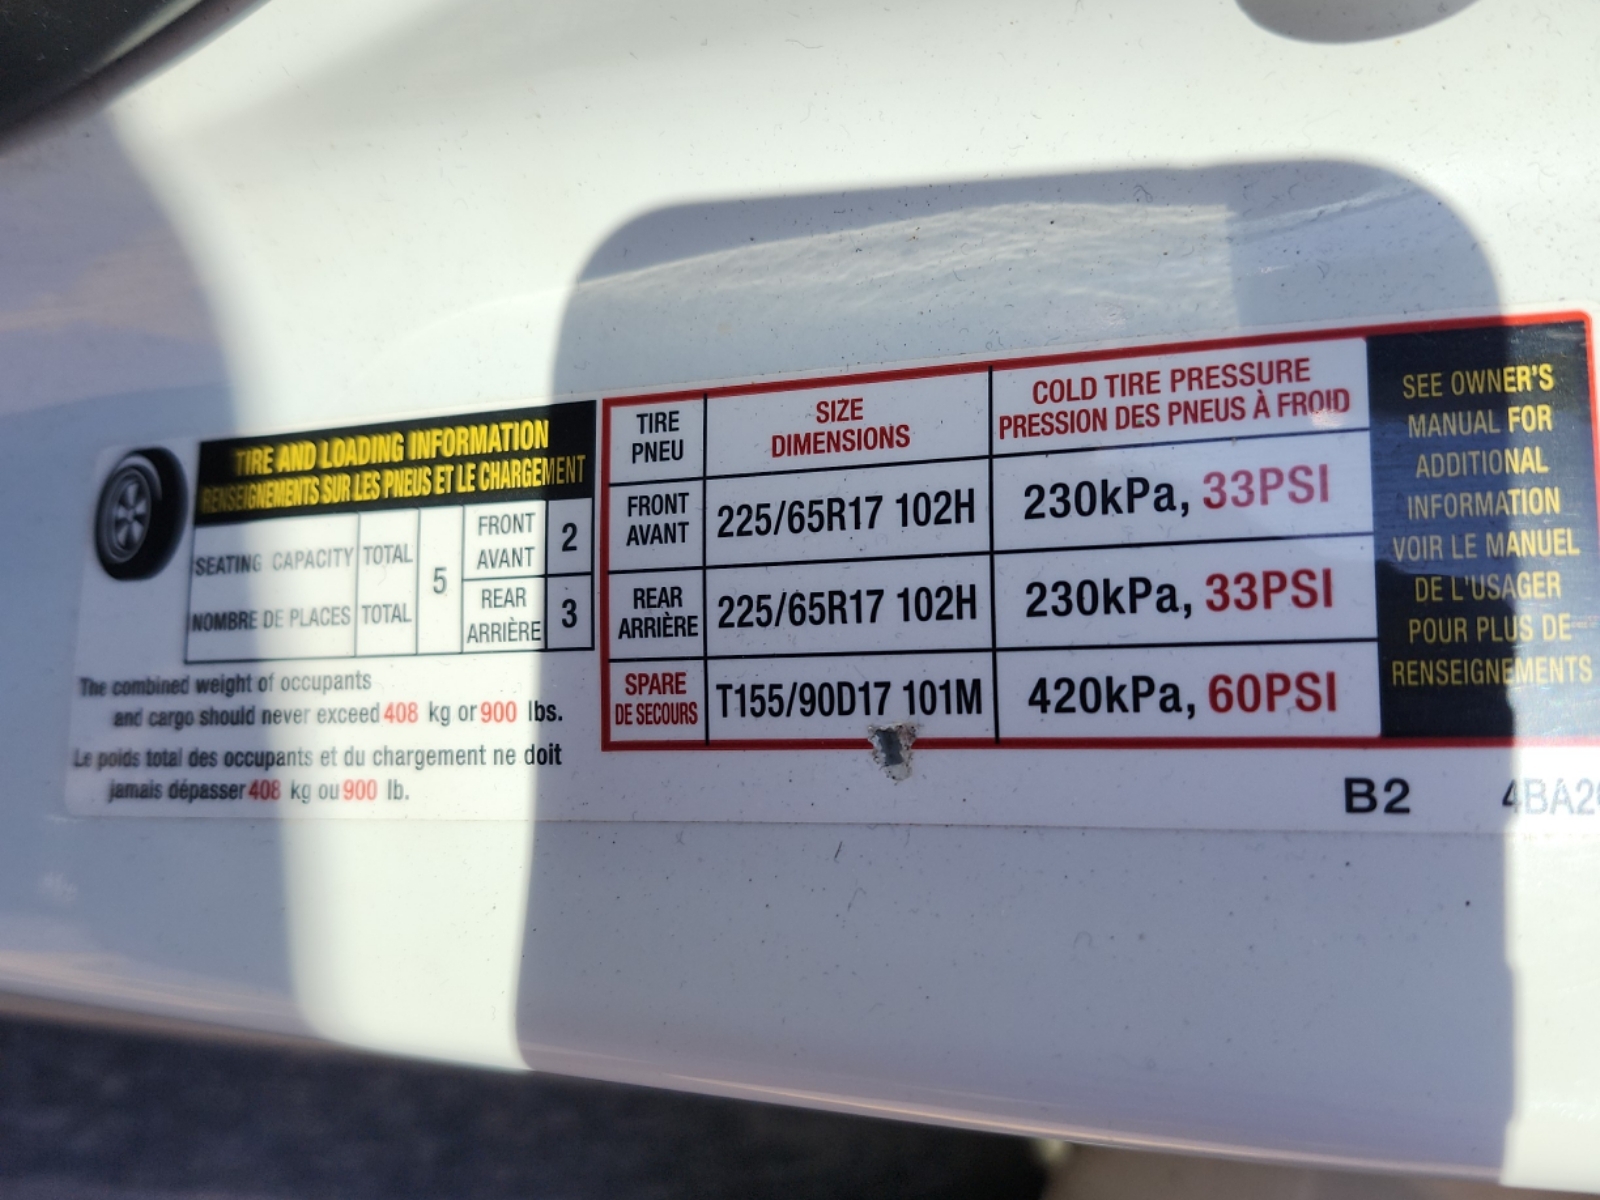 TIRE AND LOADING INFORMATION
RENSEIGNEMENTS SUR LES PNEUS ET LE CHARGEMENT
SEATING CAPACITY TOTAL
NOMBRE DE PLACES TOTAL
5
FRONT
AVANT
2
REAR
ARRIÈRE
3
The combined weight of occupants
and cargo should never exceed 408 kg or 900 lbs.
Le poids total des occupants et du chargement ne doit
jamais dépasser 408 kg ou 900 lb.
TIRE
PNEU
SIZE
DIMENSIONS
COLD TIRE PRESSURE
PRESSION DES PNEUS À FROID
FRONT
AVANT
225/65R17 102H
230kPa, 33PSI
REAR
ARRIÈRE
225/65R17 102H
230kPa, 33PSI
SPARE
DE SECOURS
T155/90D17 101M
420kPa, 60PSI
SEE OWNER'S
MANUAL FOR
ADDITIONAL
INFORMATION
VOIR LE MANUEL
DE L'USAGER
POUR PLUS DE
RENSEIGNEMENTS
B2